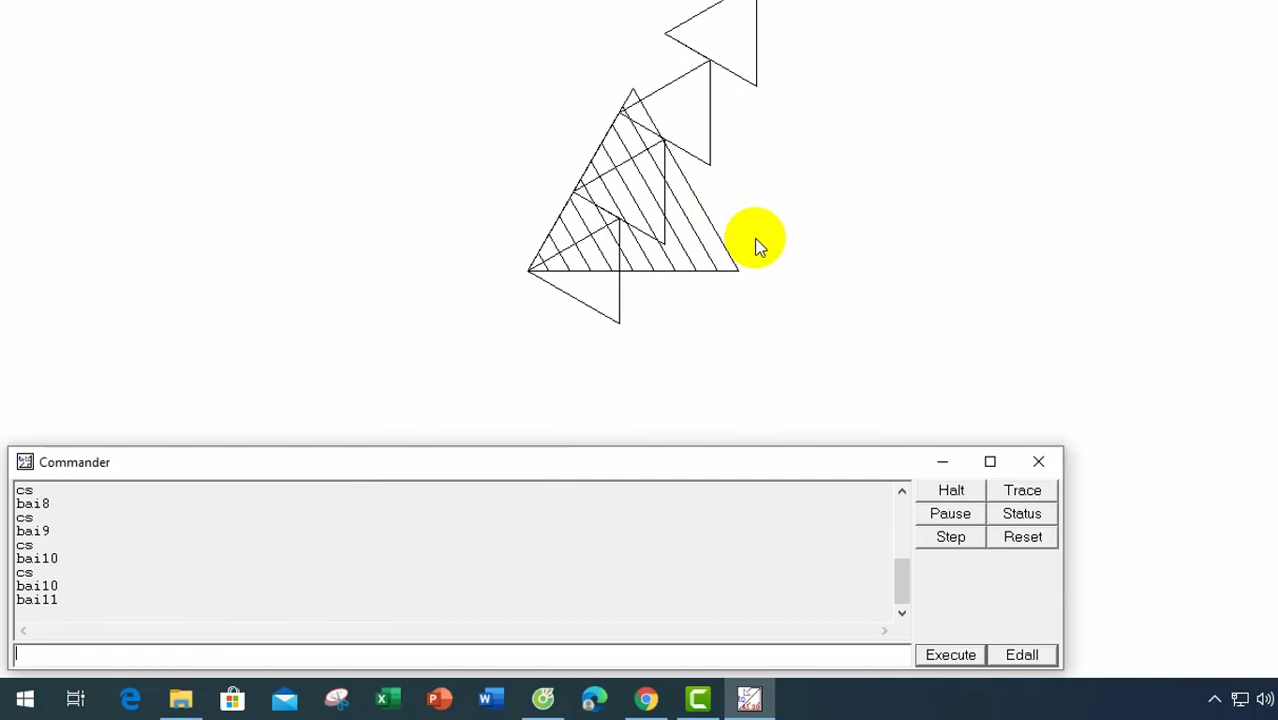 Commander
cs
bai8
cs
bai9
cs
bai10
cs
bai10
bai11
Halt
Trace
Pause
Status
Step
Reset
Execute
Edall